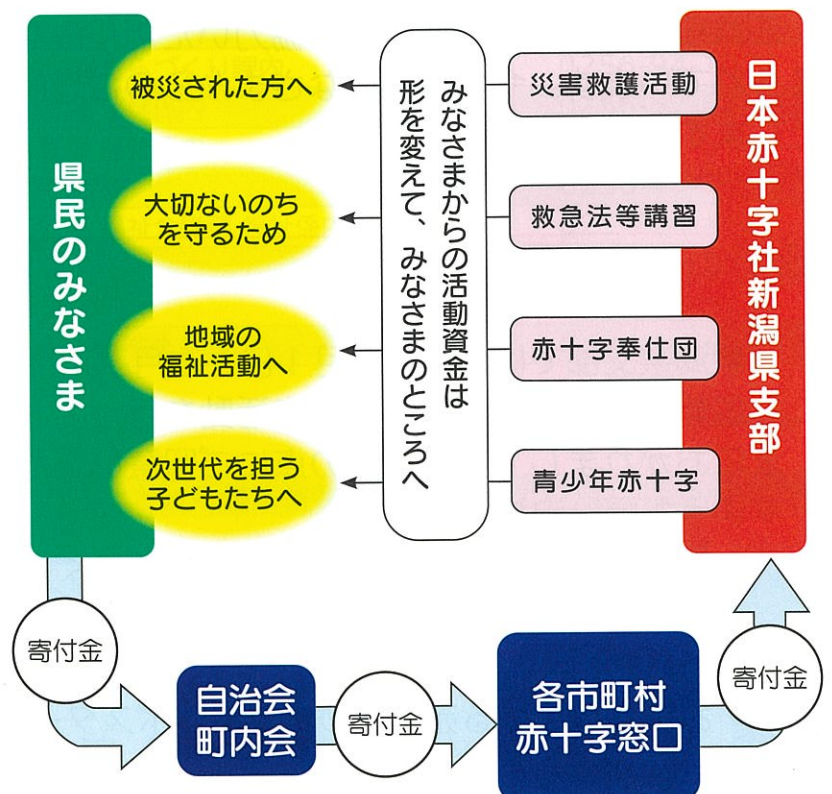 県民のみなさま
被災された方へ
大切ないのち
を守るため
地域の
福祉活動へ
次世代を担う
子どもたちへ
みなさまからの活動資金は
形を変えて、みなさまのところへ
災害救護活動
救急法等講習
赤十字奉仕団
青少年赤十字
日本赤十字社新潟県支部
寄付金
自治会
町内会
寄付金
各市町村
赤十字窓口
寄付金